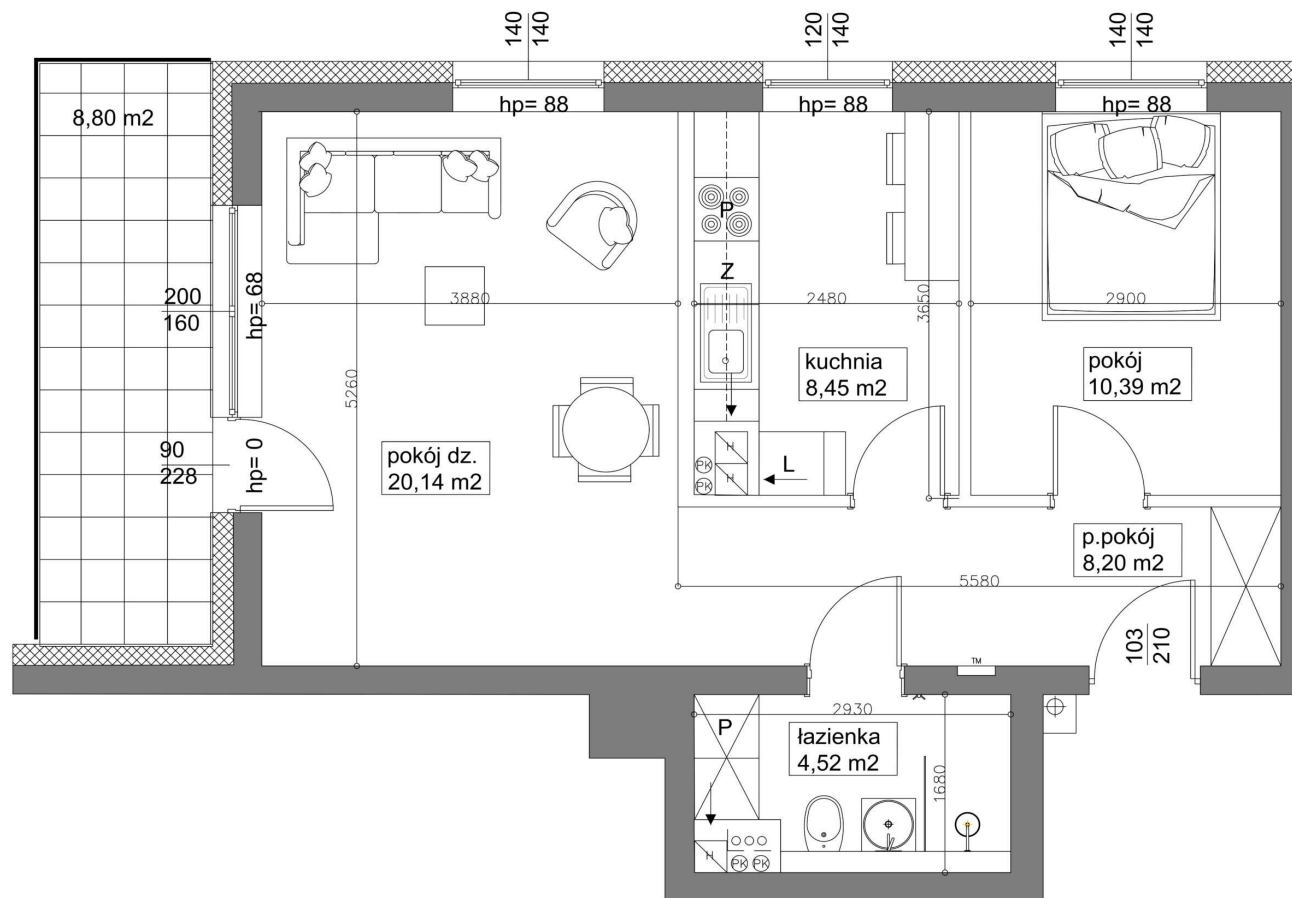 140
140
120
140
140
140
8,80 m2
hp= 88
hp= 88
hp= 88
P
Z
200
160
hp= 68
3880
2480
3650
2900
kuchnia
8,45 m2
pokój
10,39 m2
5260
90
228
hp= 0
pokój dz.
20,14 m2
H
PK
H
PK
L
p.pokój
8,20 m2
5580
103
210
TM
2930
P
łazienka
4,52 m2
1680
H
PK
PK